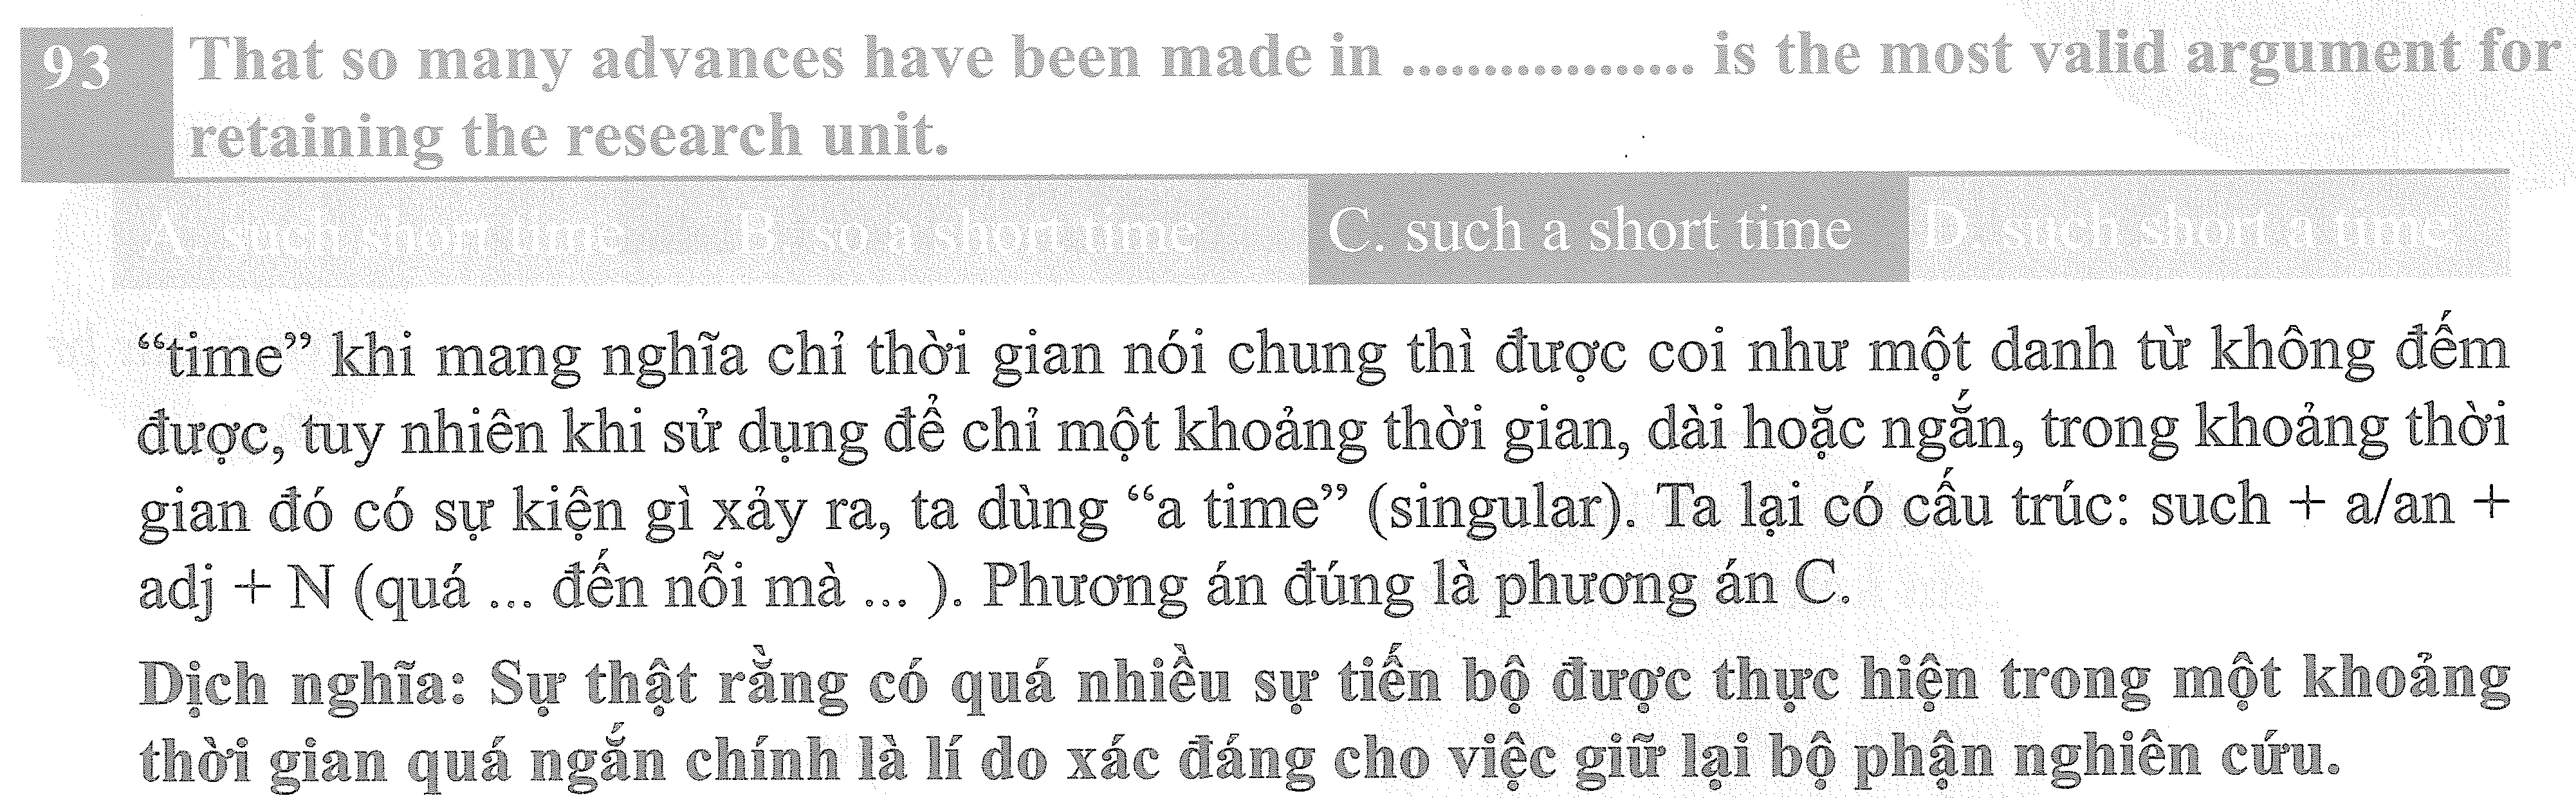 93 That so many advances have been made in ................. is the most valid argument for
retaining the research unit.
A. such short time B. so a short time C. such a short time D. such short a time
“time” khi mang nghĩa chỉ thời gian nói chung thì được coi như một danh từ không đếm
được, tuy nhiên khi sử dụng để chỉ một khoảng thời gian, dài hoặc ngắn, trong khoảng thời
gian đó có sự kiện gì xảy ra, ta dùng “a time” (singular). Ta lại có cấu trúc: such + a/an +
adj + N (quá ... đến nỗi mà ... ). Phương án đúng là phương án C.
Dịch nghĩa: Sự thật rằng có quá nhiều sự tiến bộ được thực hiện trong một khoảng
thời gian quá ngắn chính là lí do xác đáng cho việc giữ lại bộ phận nghiên cứu.